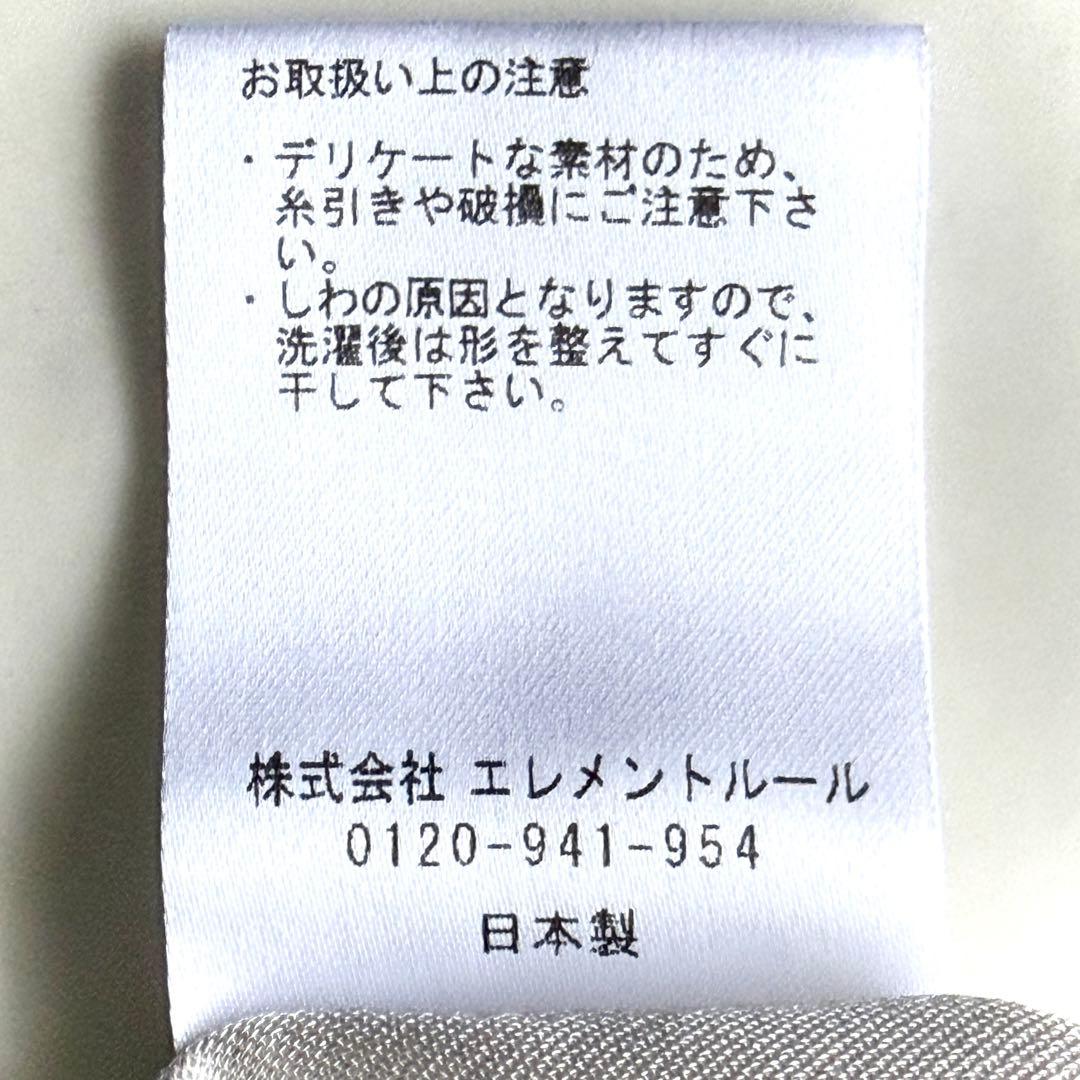 お取扱い上の注意
・デリケートな素材のため、
糸引きや破損にご注意下さ
い。
・しわの原因となりますので、
洗濯後は形を整えてすぐに
干して下さい。
株式会社 エレメントルール
0120-941-954
日本製